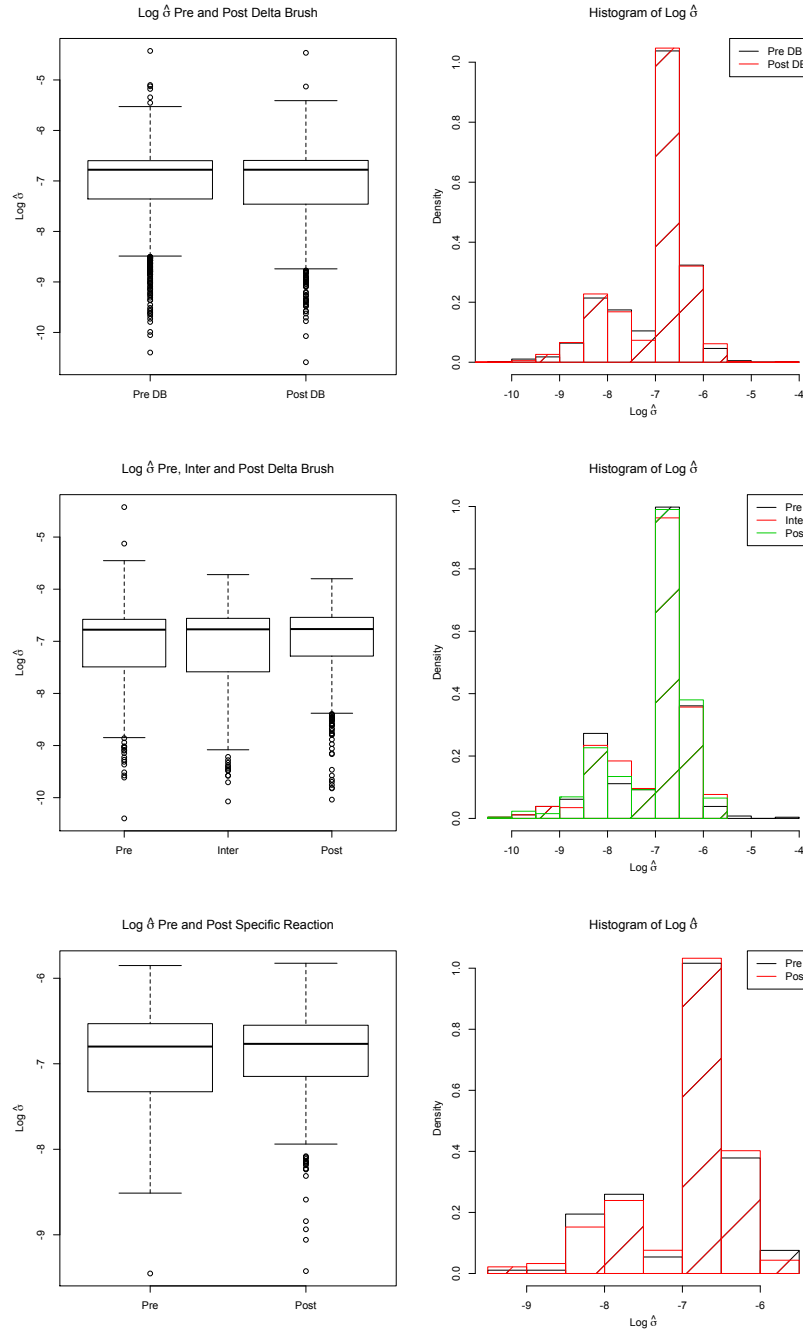 Log σ̂ Pre and Post Delta Brush
Log σ̂
-5
-6
-7
-8
-9
-10
Pre DB
Post DB
Histogram of Log σ̂
Density
1.0
0.8
0.6
0.4
0.2
0.0
-10
-9
-8
-7
-6
-5
-4
Log σ̂
Pre DB
Post DB
Log σ̂ Pre, Inter and Post Delta Brush
Log σ̂
-5
-6
-7
-8
-9
-10
Pre
Inter
Post
Histogram of Log σ̂
Density
1.0
0.8
0.6
0.4
0.2
0.0
-10
-9
-8
-7
-6
-5
-4
Log σ̂
Pre
Inte
Pos
Log σ̂ Pre and Post Specific Reaction
Log σ̂
-6
-7
-8
-9
Pre
Post
Histogram of Log σ̂
Density
1.0
0.8
0.6
0.4
0.2
0.0
-9
-8
-7
-6
Log σ̂
Pre
Pos